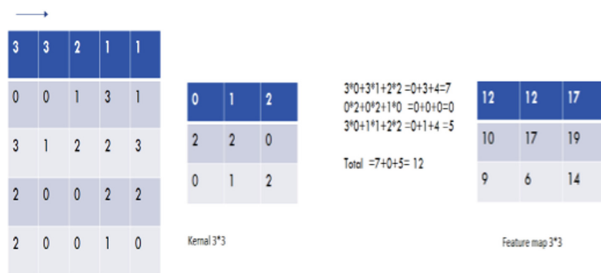 3 3 2 1 1
0 0 1 3 1
3 1 2 2 3
2 0 0 2 2
2 0 0 1 0
0 1 2
2 2 0
0 1 2
Kernal 3*3
3*0+3*1+2*2 =0+3+4=7
0*2+0*2+1*0 =0+0+0=0
3*0+1*1+2*2 =0+1+4 =5
Total =7+0+5= 12
12 12 17
10 17 19
9 6 14
Feature map 3*3